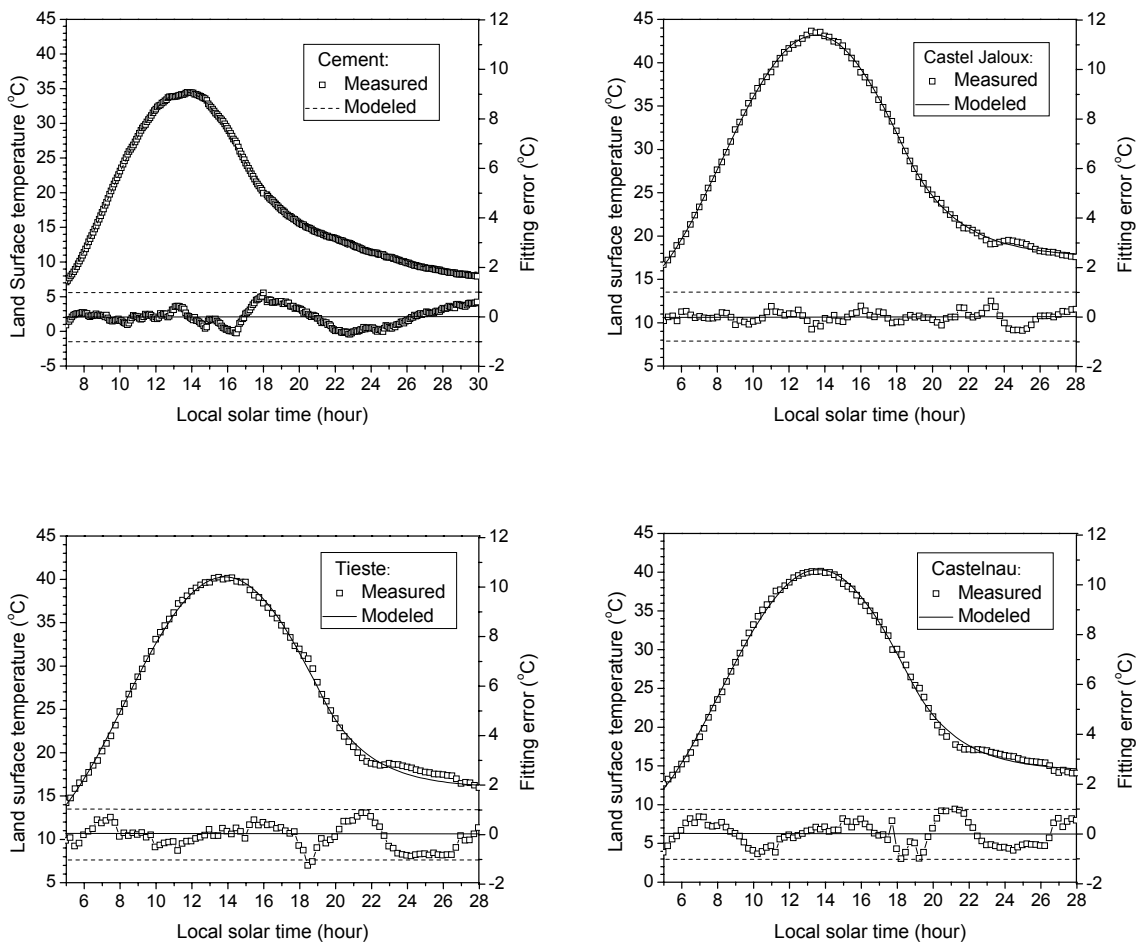 Cement:
Measured
Modeled
45
40
35
30
25
20
15
10
5
0
-5
12
10
8
6
4
2
0
-2
8 10 12 14 16 18 20 22 24 26 28 30
Land Surface temperature (°C)
Fitting error (°C)
Local solar time (hour)
Castel Jaloux:
Measured
Modeled
45
40
35
30
25
20
15
10
5
12
10
8
6
4
2
0
-2
6 8 10 12 14 16 18 20 22 24 26 28
Land Surface temperature (°C)
Fitting error (°C)
Local solar time (hour)
Tieste:
Measured
Modeled
45
40
35
30
25
20
15
10
5
12
10
8
6
4
2
0
-2
6 8 10 12 14 16 18 20 22 24 26 28
Land surface temperature (°C)
Fitting error (°C)
Local solar time (hour)
Castelnau:
Measured
Modeled
45
40
35
30
25
20
15
10
5
0
12
10
8
6
4
2
0
-2
6 8 10 12 14 16 18 20 22 24 26 28
Land surface temperature (°C)
Fitting error (°C)
Local solar time (hour)